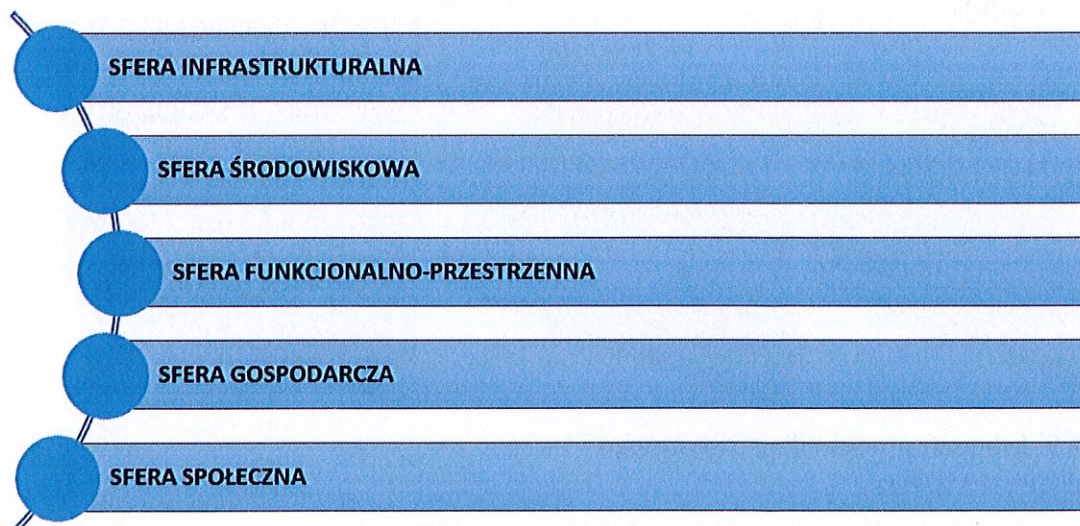 SFERA INFRASTRUKTURALNA
SFERA ŚRODOWISKOWA
SFERA FUNKCJONALNO-PRZESTRZENNA
SFERA GOSPODARCZA
SFERA SPOŁECZNA